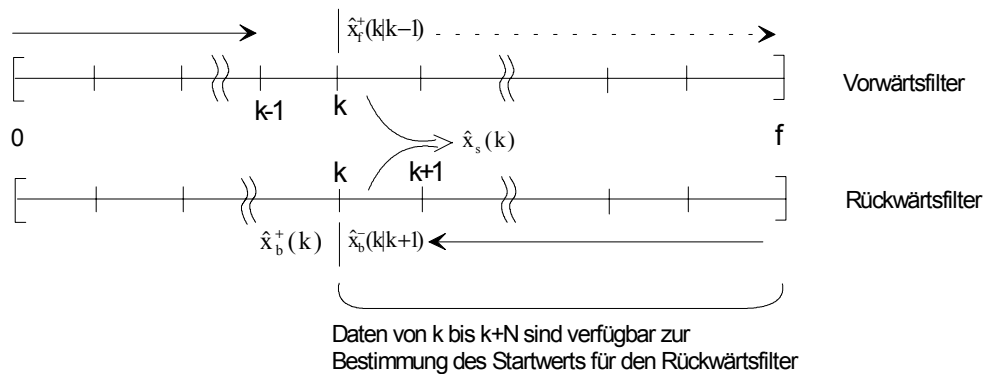 x̂f⁺(k|k−1)
Vorwärtsfilter
k-1 k
0 x̂s(k) f
k k+1
Rückwärtsfilter
x̂b⁺(k) x̂b⁻(k|k+1)
Daten von k bis k+N sind verfügbar zur
Bestimmung des Startwerts für den Rückwärtsfilter